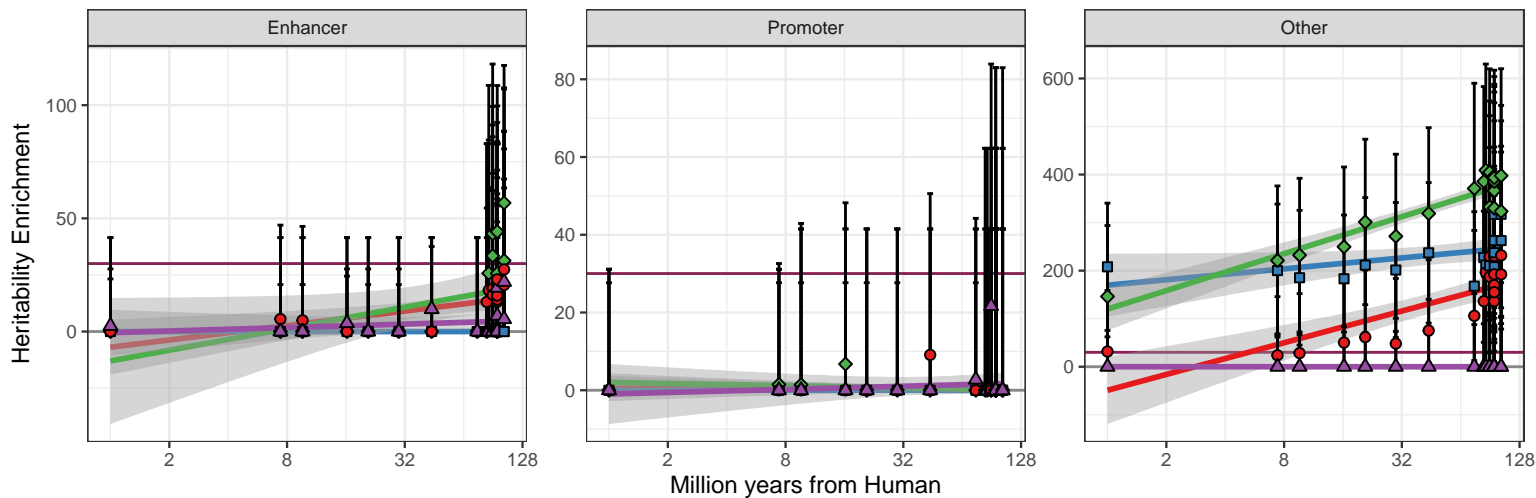 Enhancer
Promoter
Other
Heritability Enrichment
100
50
0
80
60
40
20
0
600
400
200
0
2 8 32 128
2 8 32 128
2 8 32 128
Million years from Human